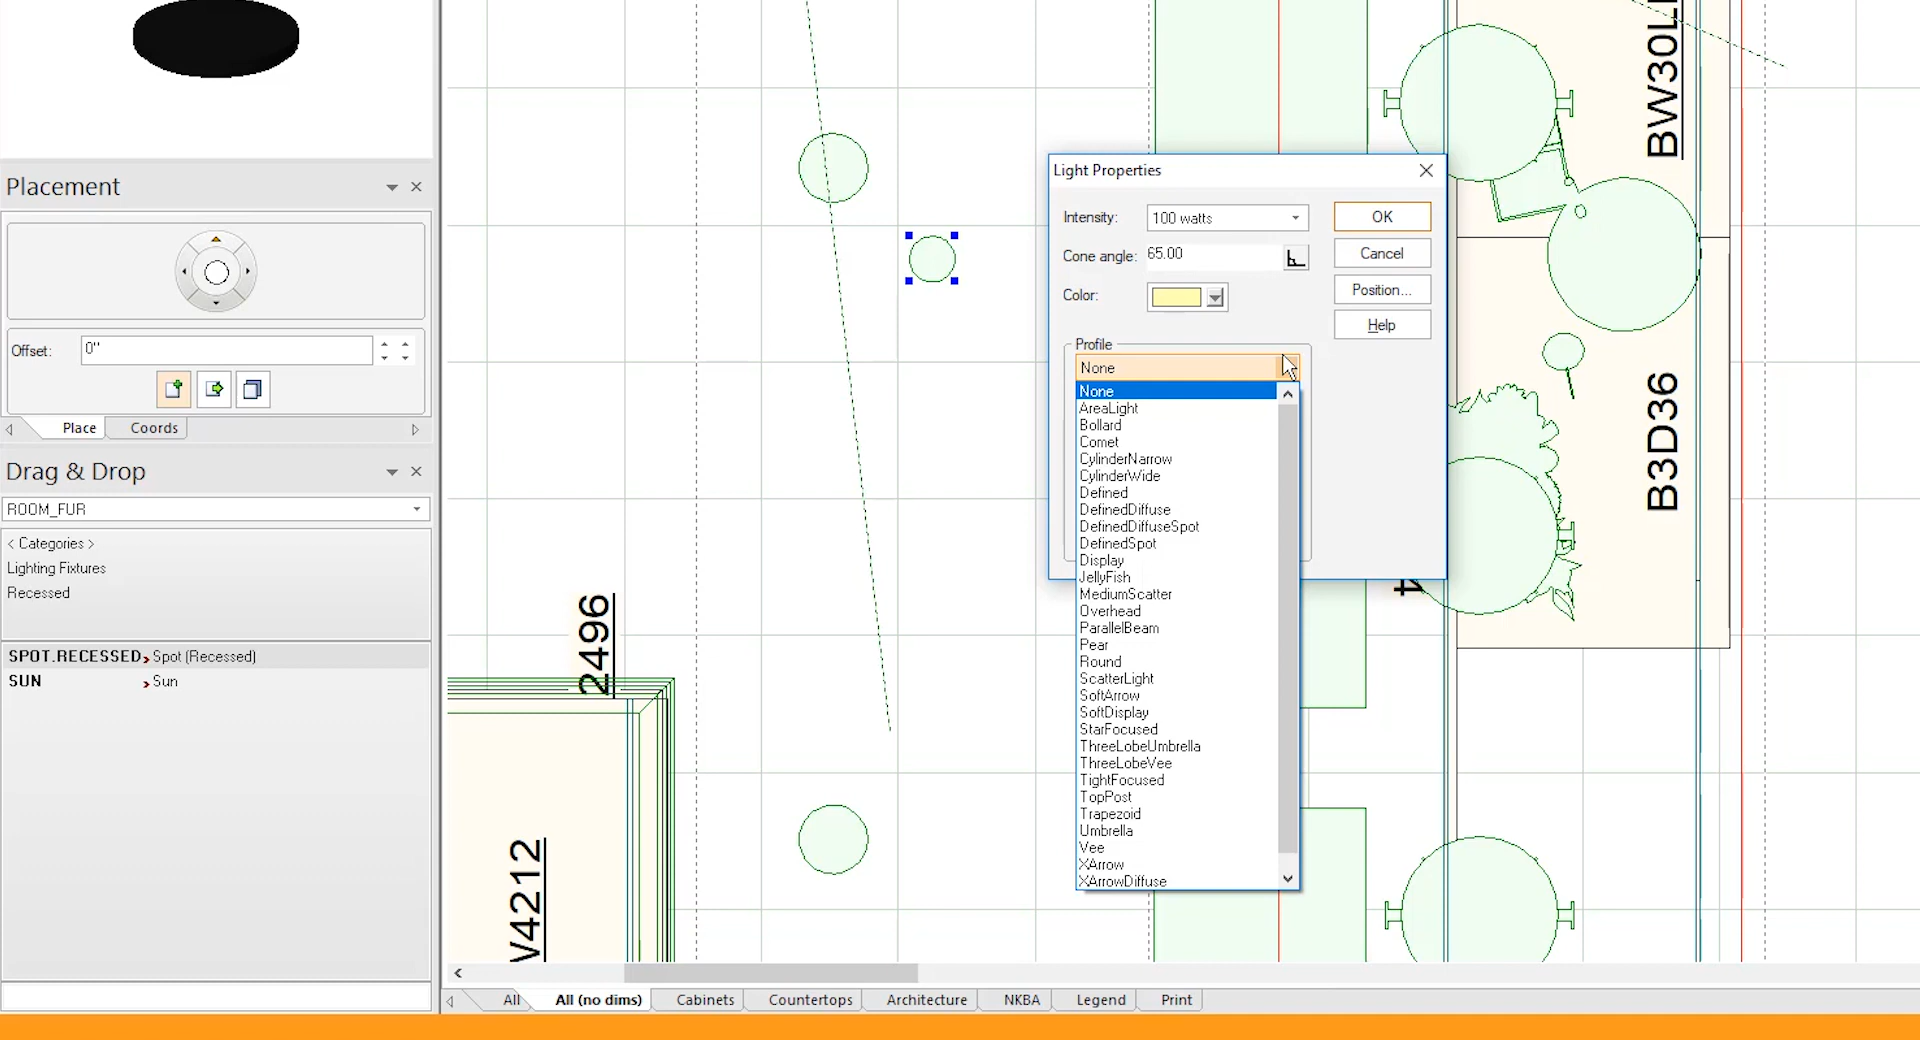 Placement
Offset:
0"
Place
Coords
Drag & Drop
ROOM_FUR
< Categories >
Lighting Fixtures
Recessed
SPOT.RECESSED
Spot (Recessed)
SUN
Sun
2496
V4212
Light Properties
Intensity:
100 watts
OK
Cone angle:
65.00
Cancel
Color:
Position...
Help
Profile
None
None
AreaLight
Bollard
Comet
CylinderNarrow
CylinderWide
Defined
DefinedDiffuse
DefinedDiffuseSpot
DefinedSpot
Display
JellyFish
MediumScatter
Overhead
ParallelBeam
Pear
Round
ScatterLight
SoftArrow
SoftDisplay
StarFocused
ThreeLobeUmbrella
ThreeLobeVee
TightFocused
TopPost
Trapezoid
Umbrella
Vee
XArrow
XArrowDiffuse
B3D36
4
All
All (no dims)
Cabinets
Countertops
Architecture
NKBA
Legend
Print